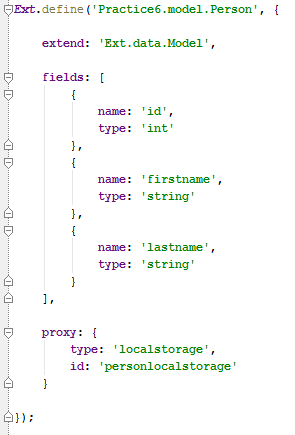 Ext.define('Practice6.model.Person', {
extend: 'Ext.data.Model',
fields: [
{
name: 'id',
type: 'int'
},
{
name: 'firstname',
type: 'string'
},
{
name: 'lastname',
type: 'string'
}
],
proxy: {
type: 'localstorage',
id: 'personlocalstorage'
}
});